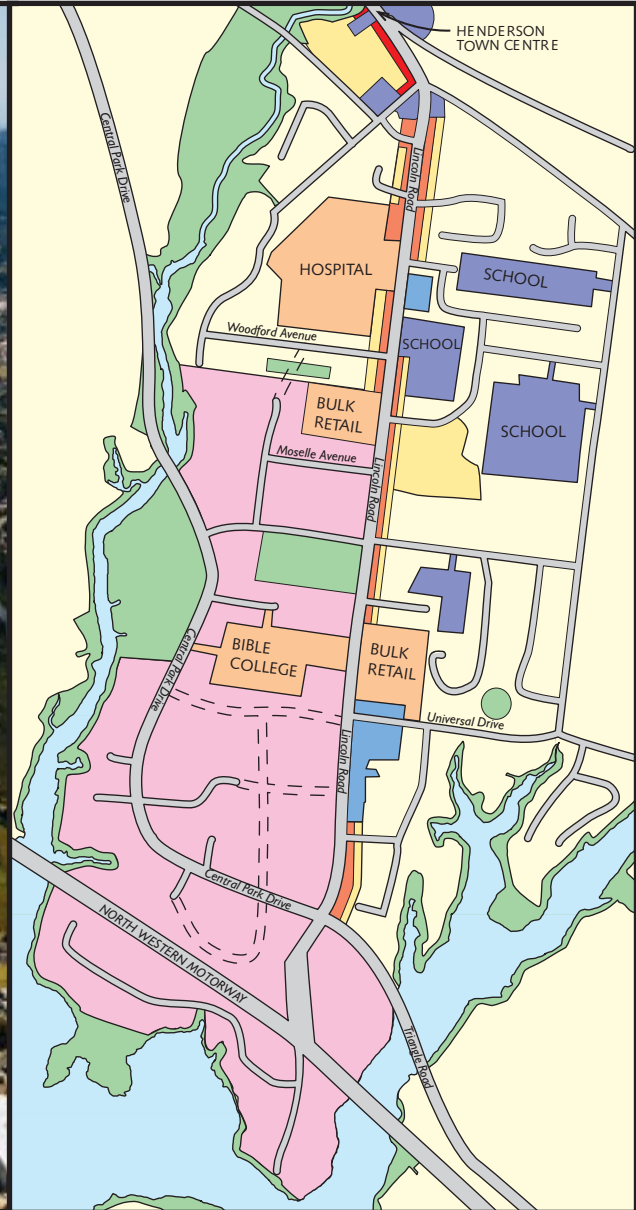 HENDERSON
TOWN CENTRE
Central Park Drive
Lincoln Road
HOSPITAL
SCHOOL
SCHOOL
Woodford Avenue
BULK
RETAIL
SCHOOL
Moselle Avenue
Lincoln Road
BIBLE
COLLEGE
BULK
RETAIL
Central Park Drive
Universal Drive
Lincoln Road
Central Park Drive
NORTH WESTERN MOTORWAY
Triangle Road